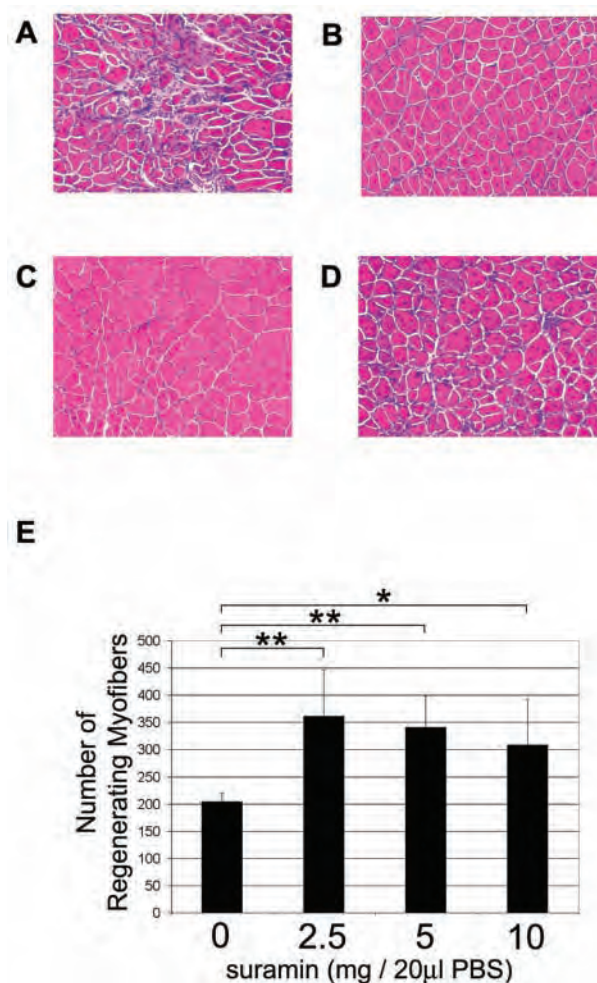 A
B
C
D
E
*
**
**
500
450
400
350
300
250
200
150
100
50
0
Number of
Regenerating Myofibers
0 2.5 5 10
suramin (mg / 20µl PBS)